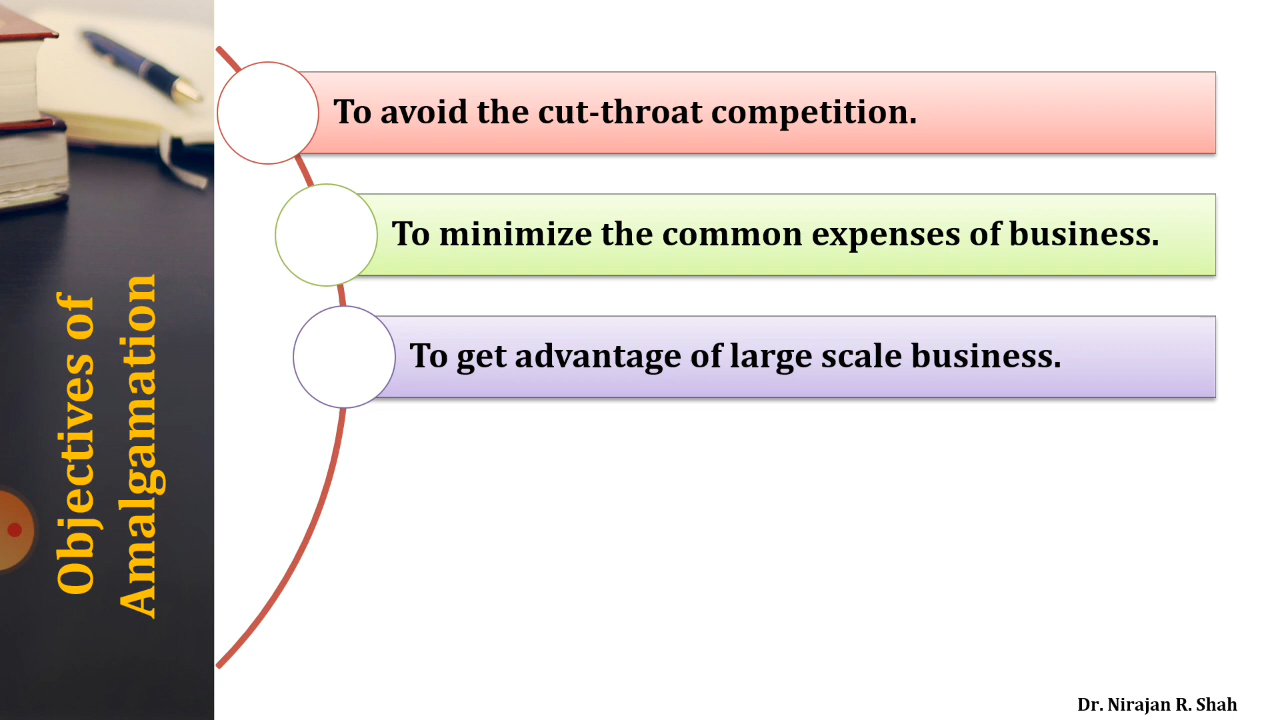 Objectives of
Amalgamation
To avoid the cut-throat competition.
To minimize the common expenses of business.
To get advantage of large scale business.
Dr. Nirajan R. Shah